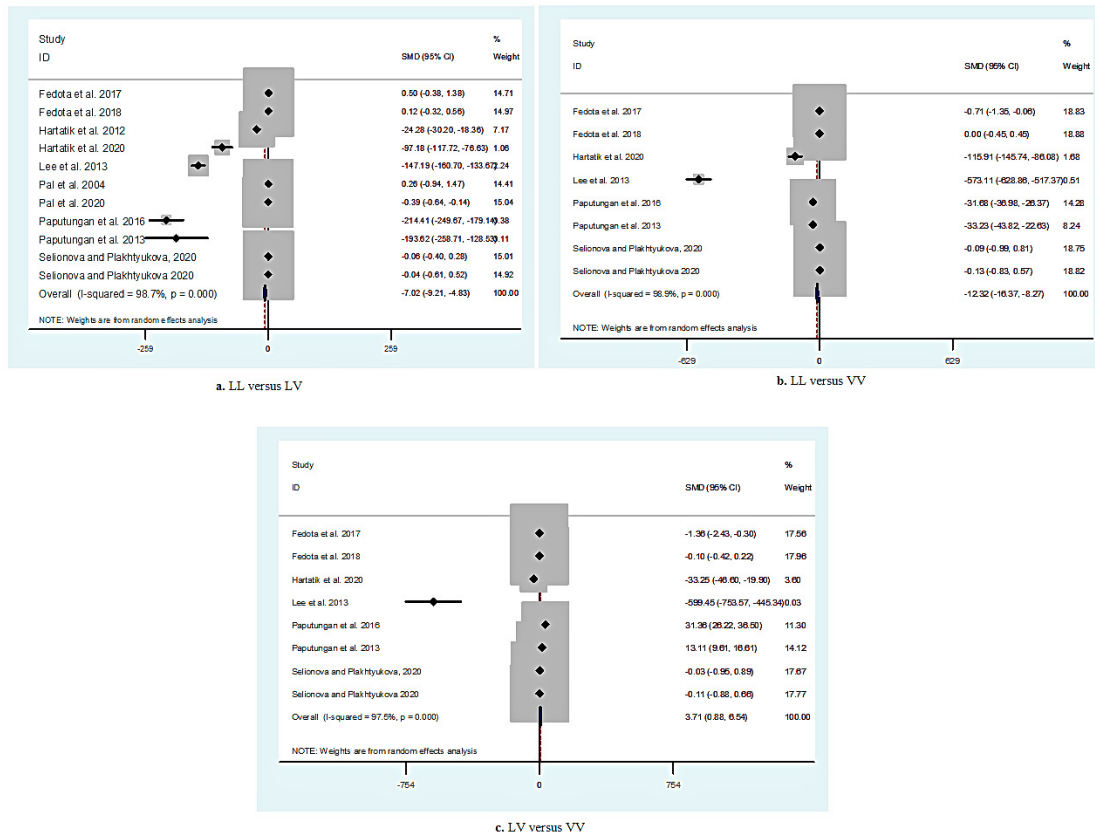 Study %
ID SMD (95% CI) Weight
Fedota et al. 2017 0.50 (-0.38, 1.38) 14.71
Fedota et al. 2018 0.12 (-0.32, 0.56) 14.97
Hartatik et al. 2012 -24.28 (-30.20, -18.36) 7.17
Hartatik et al. 2020 -97.18 (-117.72, -76.63) 1.06
Lee et al. 2013 -147.19 (-160.70, -133.67) 2.24
Pal et al. 2004 0.26 (-0.94, 1.47) 14.41
Pal et al. 2020 -0.39 (-0.64, -0.14) 15.04
Paputungan et al. 2016 -214.41 (-249.67, -179.14) 0.38
Paputungan et al. 2013 -193.62 (-258.71, -128.53) 0.11
Selionova and Plakhtyukova, 2020 -0.06 (-0.40, 0.28) 15.01
Selionova and Plakhtyukova 2020 -0.04 (-0.61, 0.52) 14.92
Overall (I-squared = 98.7%, p = 0.000) -7.02 (-9.21, -4.83) 100.00
NOTE: Weights are from random effects analysis
-259 0 259
a. LL versus LV
Study %
ID SMD (95% CI) Weight
Fedota et al. 2017 -0.71 (-1.35, -0.06) 18.83
Fedota et al. 2018 0.00 (-0.45, 0.45) 18.88
Hartatik et al. 2020 -115.91 (-145.74, -86.08) 1.68
Lee et al. 2013 -573.11 (-628.86, -517.37) 0.51
Paputungan et al. 2016 -31.68 (-36.98, -26.37) 14.28
Paputungan et al. 2013 -33.23 (-43.82, -22.63) 8.24
Selionova and Plakhtyukova, 2020 -0.09 (-0.99, 0.81) 18.75
Selionova and Plakhtyukova 2020 -0.13 (-0.83, 0.57) 18.82
Overall (I-squared = 98.9%, p = 0.000) -12.32 (-16.37, -8.27) 100.00
NOTE: Weights are from random effects analysis
-629 0 629
b. LL versus VV
Study %
ID SMD (95% CI) Weight
Fedota et al. 2017 -1.36 (-2.43, -0.30) 17.56
Fedota et al. 2018 -0.10 (-0.42, 0.22) 17.96
Hartatik et al. 2020 -33.25 (-46.60, -19.90) 3.60
Lee et al. 2013 -599.45 (-753.57, -445.34) 0.03
Paputungan et al. 2016 31.36 (26.22, 36.50) 11.30
Paputungan et al. 2013 13.11 (9.61, 16.61) 14.12
Selionova and Plakhtyukova, 2020 -0.03 (-0.95, 0.89) 17.67
Selionova and Plakhtyukova 2020 -0.11 (-0.88, 0.66) 17.77
Overall (I-squared = 97.5%, p = 0.000) 3.71 (0.88, 6.54) 100.00
NOTE: Weights are from random effects analysis
-754 0 754
c. LV versus VV